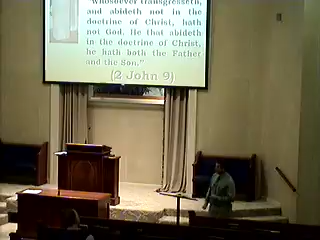 "Whosoever transgresseth,
and abideth not in the
doctrine of Christ, hath
not God. He that abideth
in the doctrine of Christ,
he hath both the Father
and the Son."
(2 John 9)